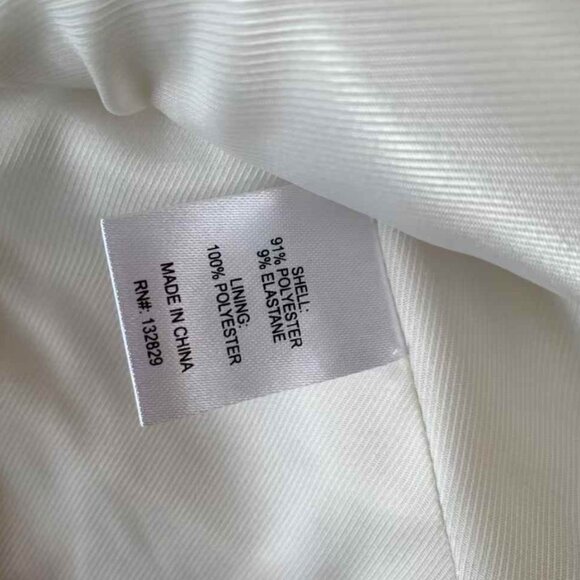 SHELL:
91% POLYESTER
9% ELASTANE
LINING:
100% POLYESTER
MADE IN CHINA
RN#: 132829